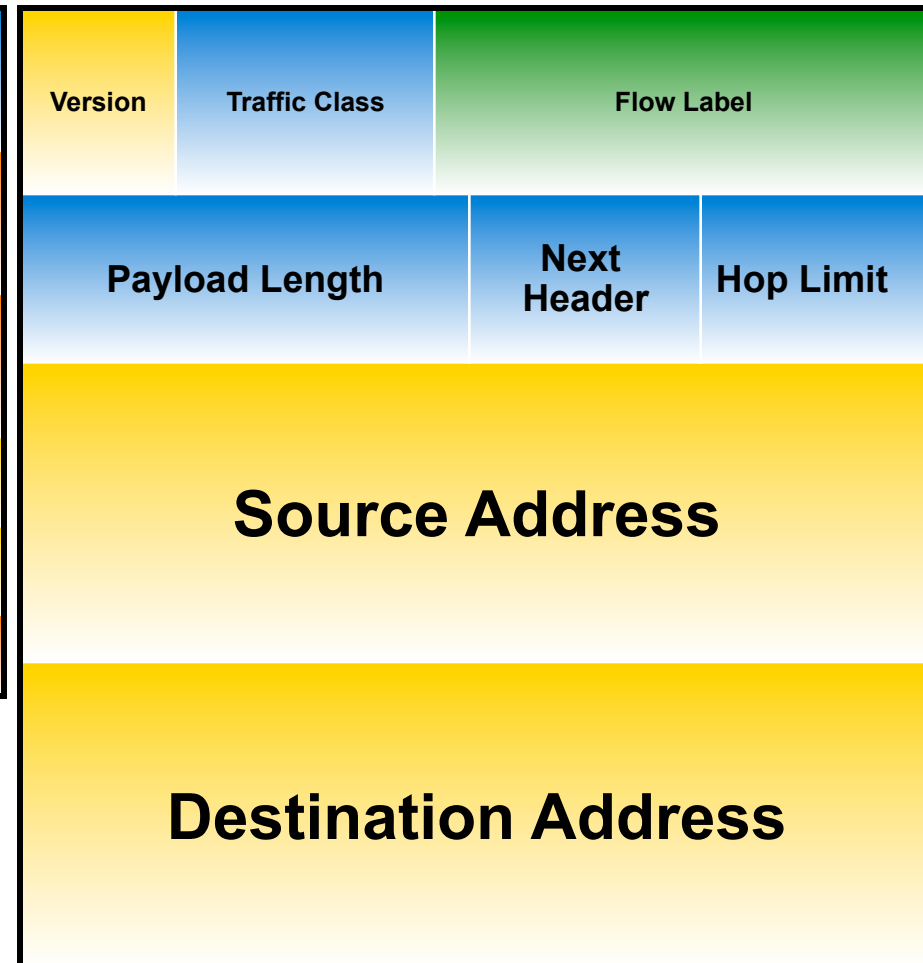 Version
Traffic Class
Flow Label
Payload Length
Next
Header
Hop Limit
Source Address
Destination Address